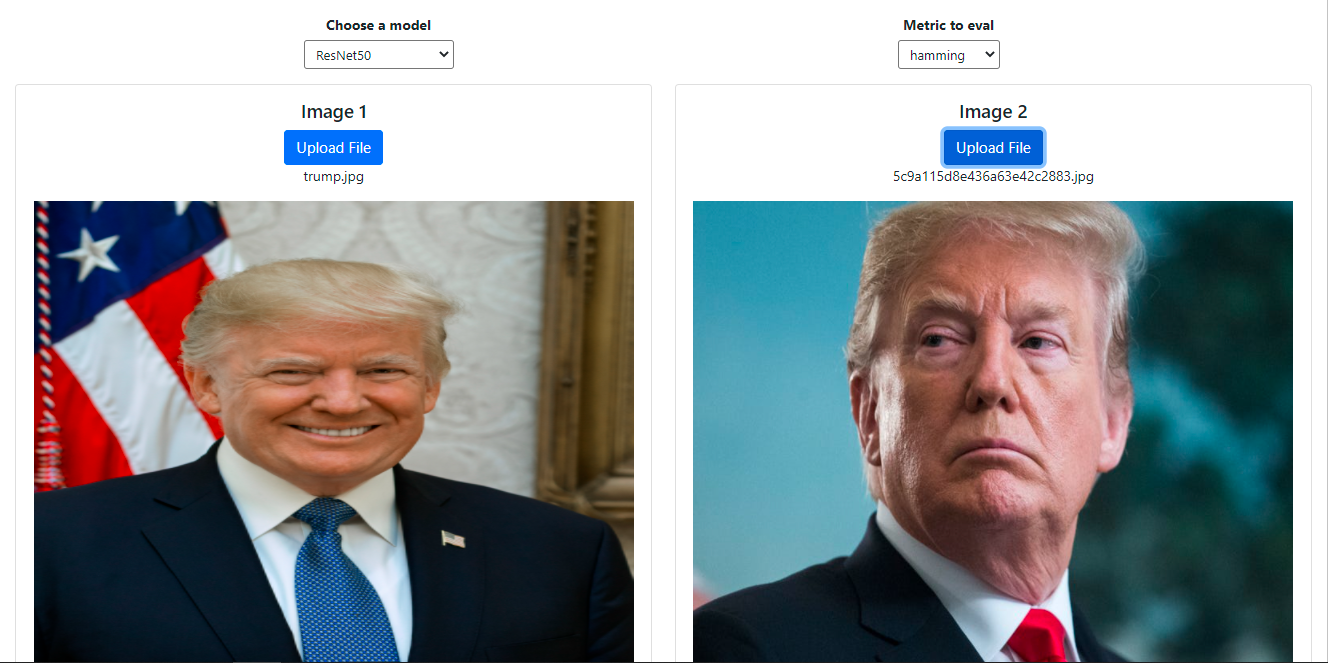 Choose a model
Metric to eval
ResNet50
hamming
Image 1
Image 2
Upload File
Upload File
trump.jpg
5c9a115d8e436a63e42c2883.jpg